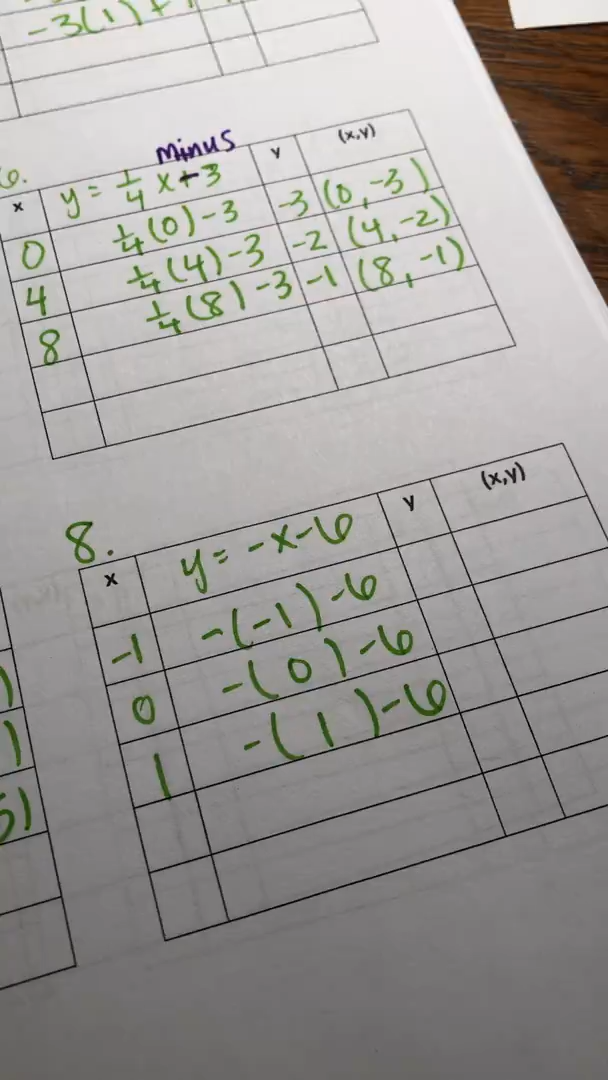 -3(1)+
6.
minus
x y = 1/4 x - 3 y (x,y)
0 1/4(0)-3 -3 (0,-3)
4 1/4(4)-3 -2 (4,-2)
8 1/4(8)-3 -1 (8,-1)
8.
x y = -x-6 y (x,y)
-1 -(-1)-6
0 -(0)-6
1 -(1)-6
)
)
5)